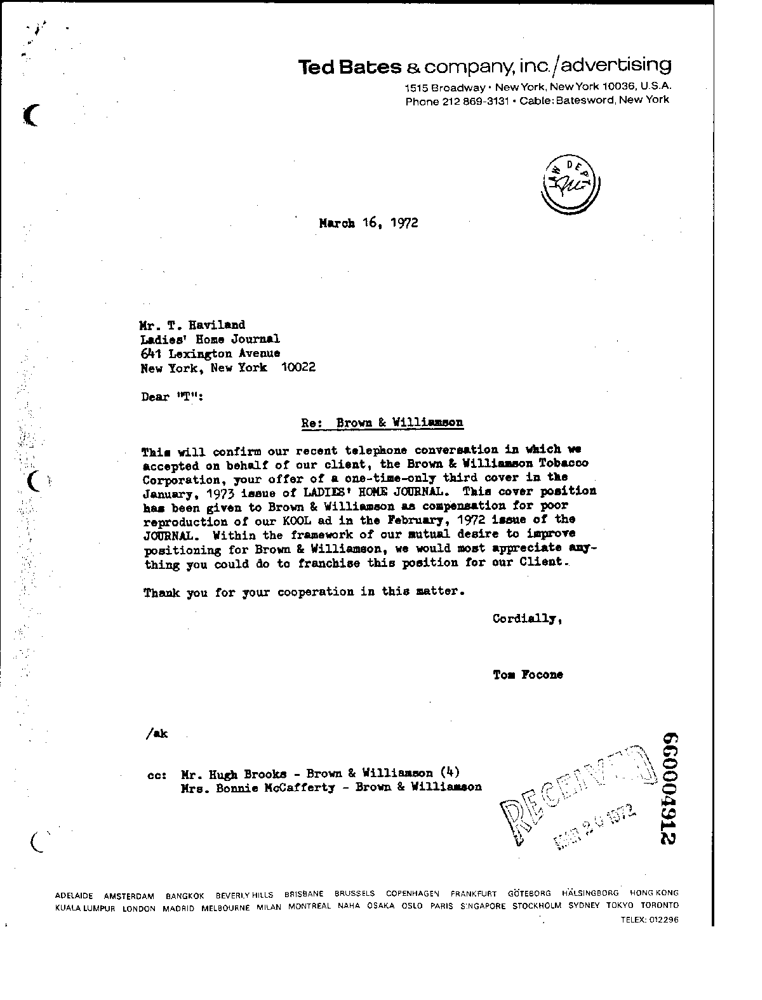 Ted Bates & company, inc./advertising
1515 Broadway • New York, New York 10036, U.S.A.
Phone 212 869-3131 • Cable: Batesword, New York
LAW DEPT
March 16, 1972
Mr. T. Haviland
Ladies' Home Journal
641 Lexington Avenue
New York, New York 10022
Dear "T":
Re: Brown & Williamson
This will confirm our recent telephone conversation in which we
accepted on behalf of our client, the Brown & Williamson Tobacco
Corporation, your offer of a one-time-only third cover in the
January, 1973 issue of LADIES' HOME JOURNAL. This cover position
has been given to Brown & Williamson as compensation for poor
reproduction of our KOOL ad in the February, 1972 issue of the
JOURNAL. Within the framework of our mutual desire to improve
positioning for Brown & Williamson, we would most appreciate any-
thing you could do to franchise this position for our Client.
Thank you for your cooperation in this matter.
Cordially,
Tom Focone
/ak
cc: Mr. Hugh Brooks - Brown & Williamson (4)
Mrs. Bonnie McCafferty - Brown & Williamson
RECEIVED
MAR 20 1972
660004912
ADELAIDE AMSTERDAM BANGKOK BEVERLY HILLS BRISBANE BRUSSELS COPENHAGEN FRANKFURT GÖTEBORG HÄLSINGBORG HONG KONG
KUALA LUMPUR LONDON MADRID MELBOURNE MILAN MONTREAL NAHA OSAKA OSLO PARIS SINGAPORE STOCKHOLM SYDNEY TOKYO TORONTO
TELEX: 012296